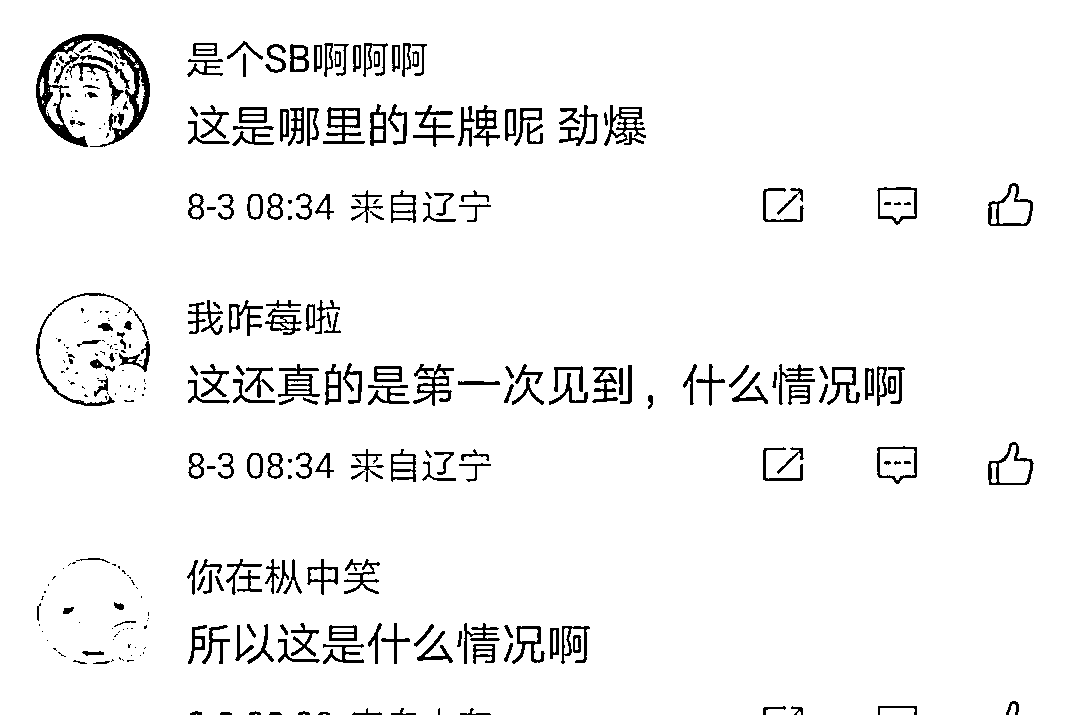 是个SB啊啊啊
这是哪里的车牌呢 劲爆
8-3 08:34 来自辽宁
我咋莓啦
这还真的是第一次见到，什么情况啊
8-3 08:34 来自辽宁
你在枞中笑
所以这是什么情况啊